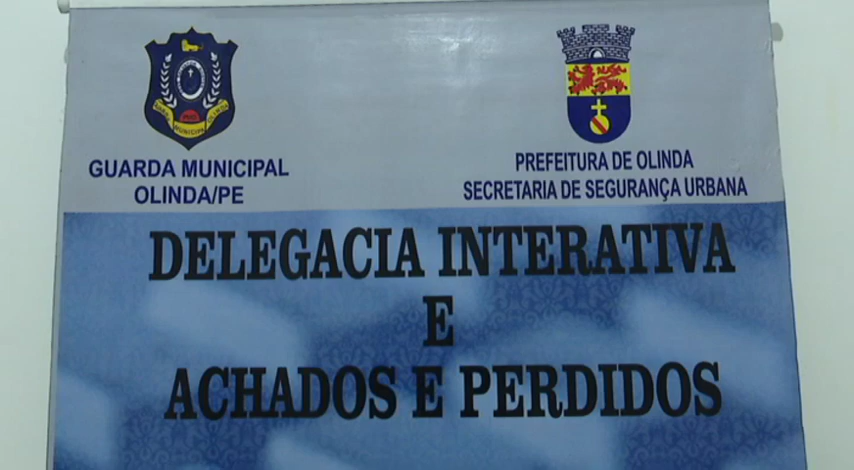 GUARDA MUNICIPAL
OLINDA/PE
PREFEITURA DE OLINDA
SECRETARIA DE SEGURANÇA URBANA
DELEGACIA INTERATIVA
E
ACHADOS E PERDIDOS